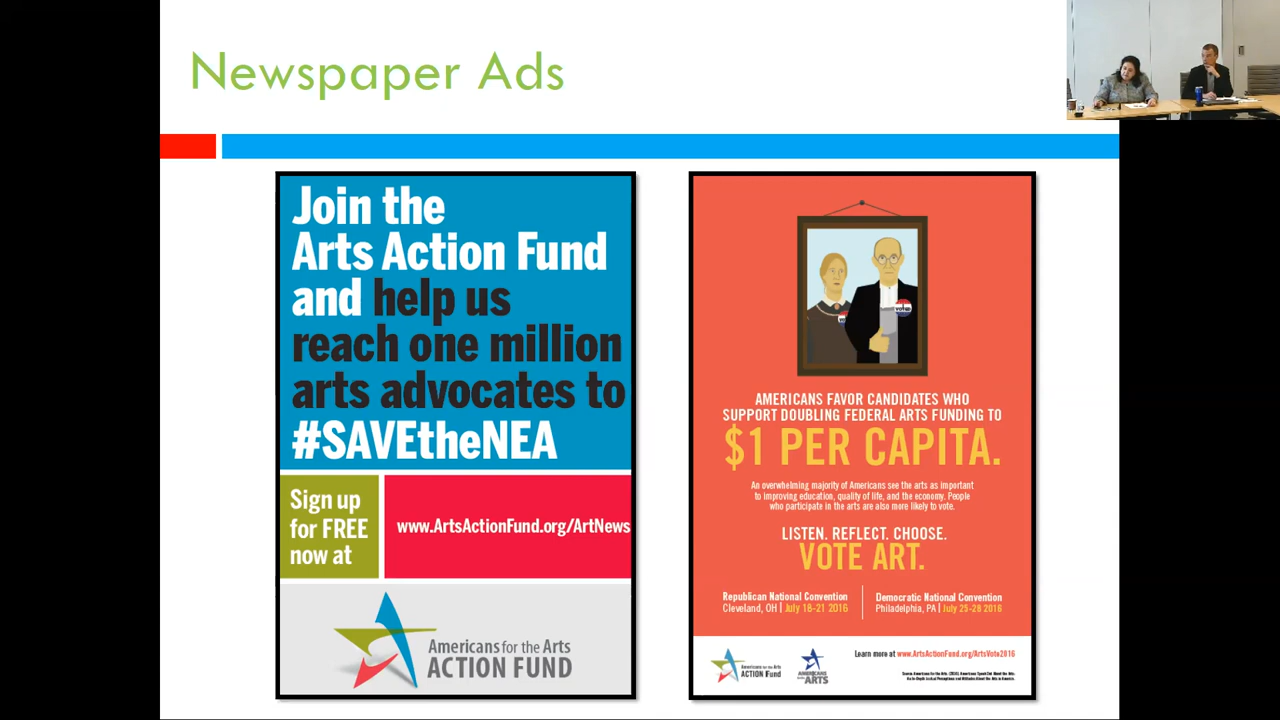 Newspaper Ads
Join the
Arts Action Fund
and help us
reach one million
arts advocates to
#SAVEtheNEA
Sign up
for FREE
now at
www.ArtsActionFund.org/ArtNews
Americans for the Arts
ACTION FUND
vote
AMERICANS FAVOR CANDIDATES WHO
SUPPORT DOUBLING FEDERAL ARTS FUNDING TO
$1 PER CAPITA.
An overwhelming majority of Americans see the arts as important
to improving education, quality of life, and the economy. People
who participate in the arts are also more likely to vote.
LISTEN. REFLECT. CHOOSE.
VOTE ART.
Republican National Convention
Cleveland, OH | July 18-21 2016
Democratic National Convention
Philadelphia, PA | July 25-28 2016
Americans for the Arts
ACTION FUND
AMERICANS
ARTS
Learn more at www.ArtsActionFund.org/ArtsVote2016